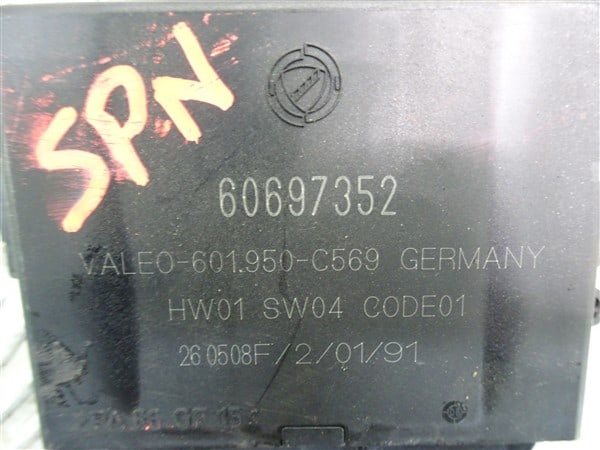 SPN
60697352
VALEO-601.950-C569 GERMANY
HW01 SW04 CODE01
260508F/2/01/91